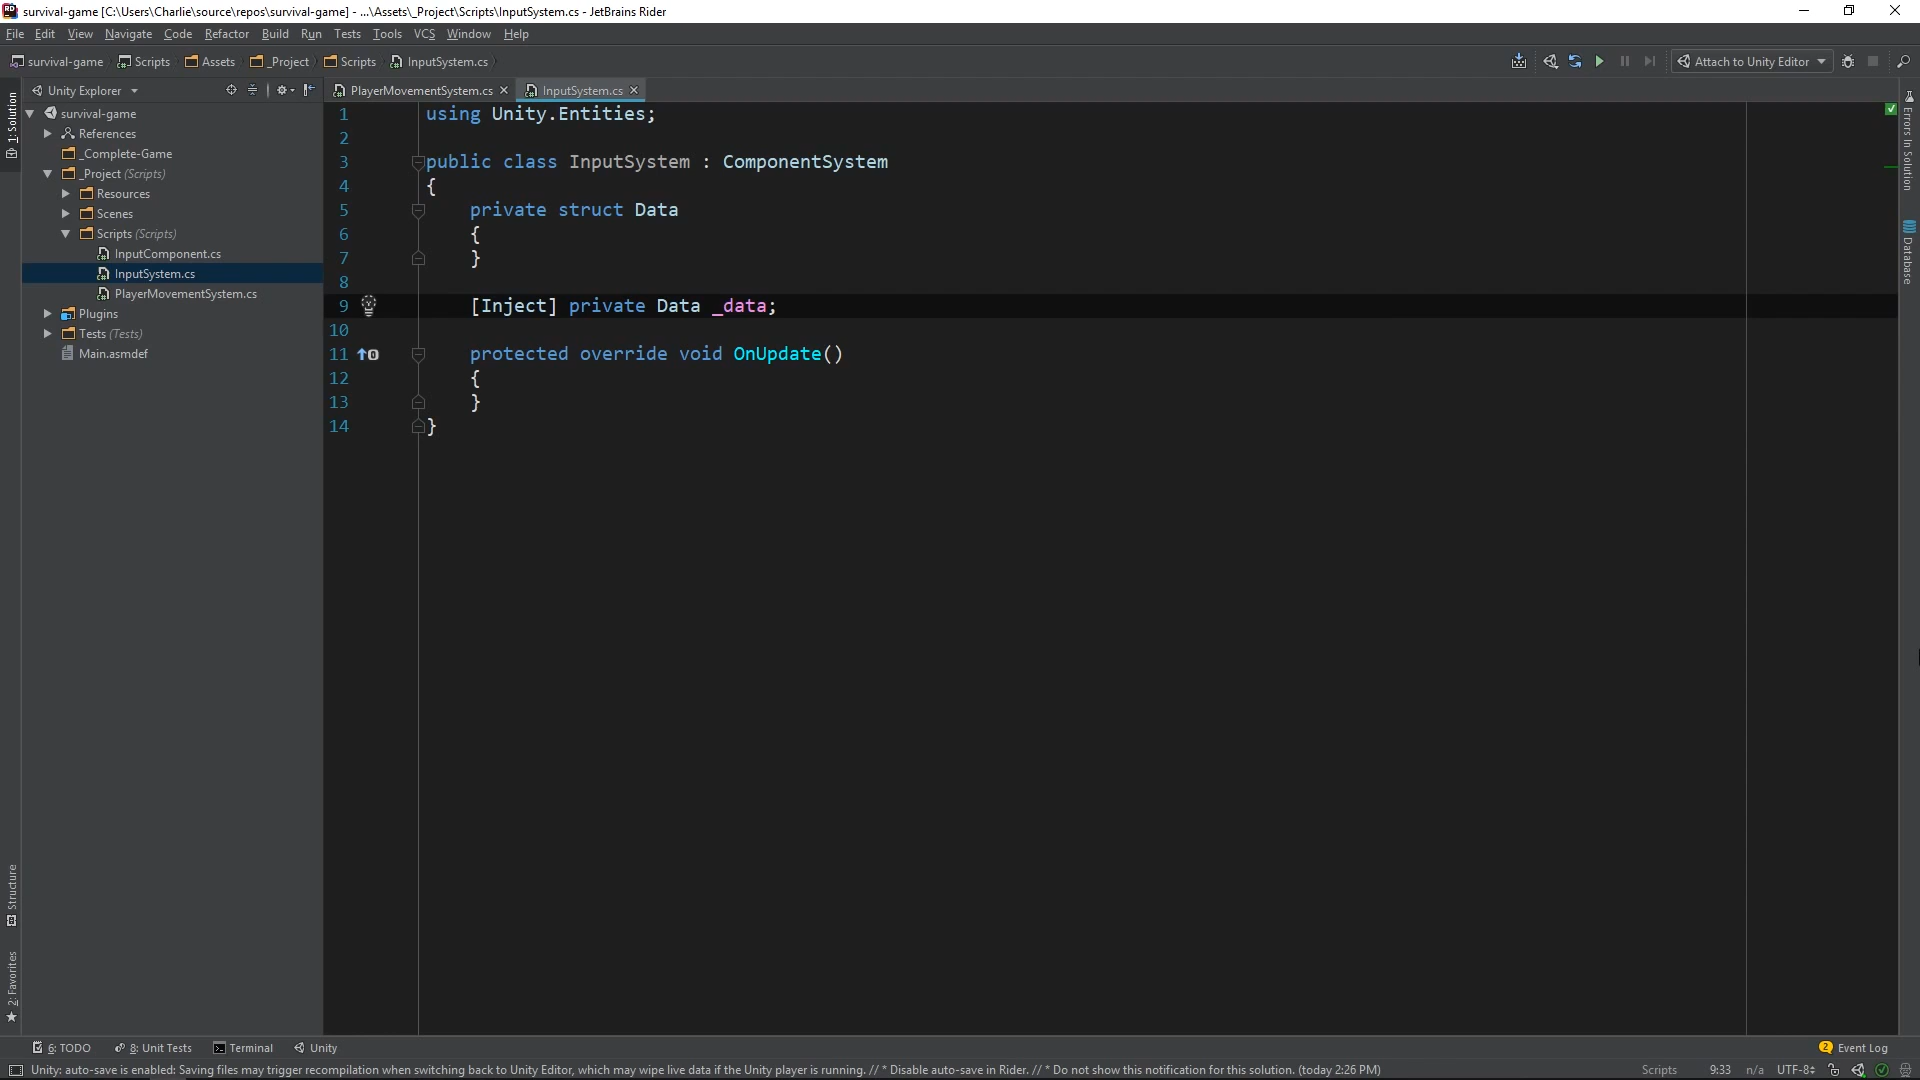 survival-game [C:\Users\Charlie\source\repos\survival-game] - ...\Assets\_Project\Scripts\InputSystem.cs - JetBrains Rider
File Edit View Navigate Code Refactor Build Run Tests Tools VCS Window Help
survival-game Scripts Assets _Project Scripts InputSystem.cs
Attach to Unity Editor
Unity Explorer
PlayerMovementSystem.cs
InputSystem.cs
1: Solution
survival-game
References
_Complete-Game
_Project (Scripts)
Resources
Scenes
Scripts (Scripts)
InputComponent.cs
InputSystem.cs
PlayerMovementSystem.cs
Plugins
Tests (Tests)
Main.asmdef
Structure
2: Favorites
1 using Unity.Entities;
2
3 public class InputSystem : ComponentSystem
4 {
5 private struct Data
6 {
7 }
8
9 [Inject] private Data _data;
10
11 protected override void OnUpdate()
12 {
13 }
14 }
Errors In Solution
Database
6: TODO 8: Unit Tests Terminal Unity
2 Event Log
Unity: auto-save is enabled: Saving files may trigger recompilation when switching back to Unity Editor, which may wipe live data if the Unity player is running. // * Disable auto-save in Rider. // * Do not show this notification for this solution. (today 2:26 PM)
Scripts 9:33 n/a UTF-8